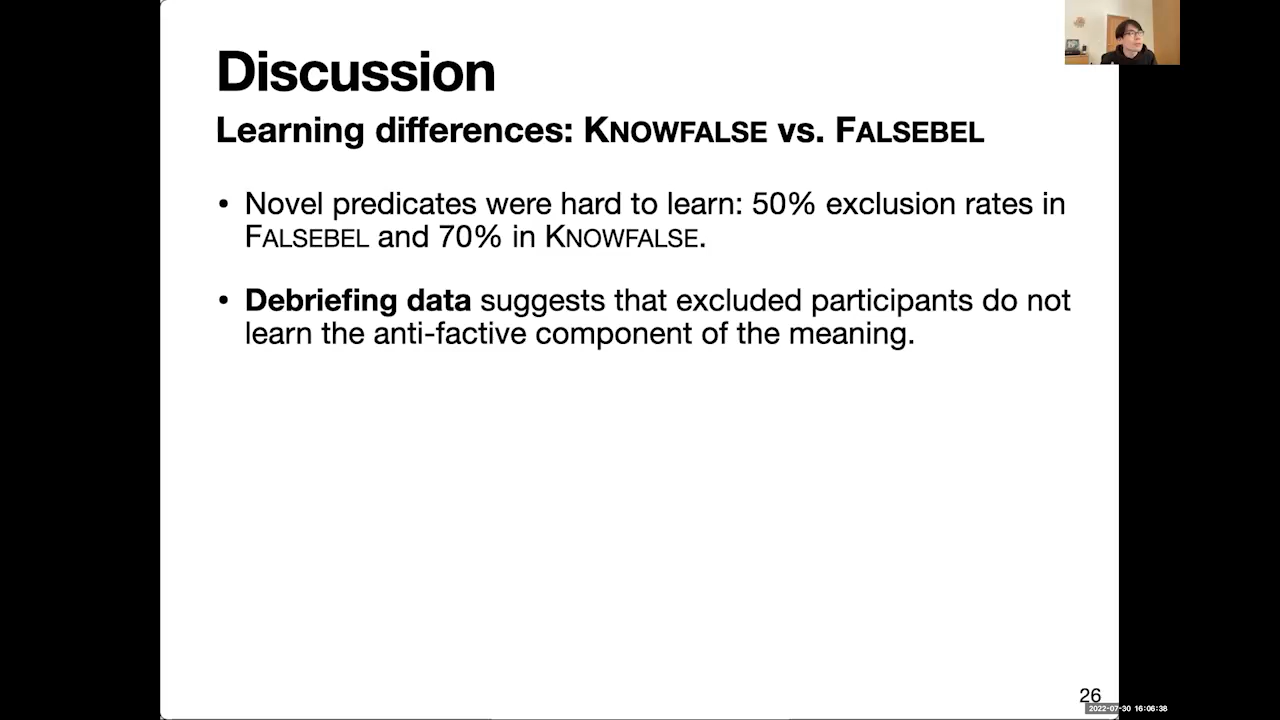 Discussion
Learning differences: KNOWFALSE vs. FALSEBEL
• Novel predicates were hard to learn: 50% exclusion rates in
FALSEBEL and 70% in KNOWFALSE.
• Debriefing data suggests that excluded participants do not
learn the anti-factive component of the meaning.
26
2022-07-30 16:06:38